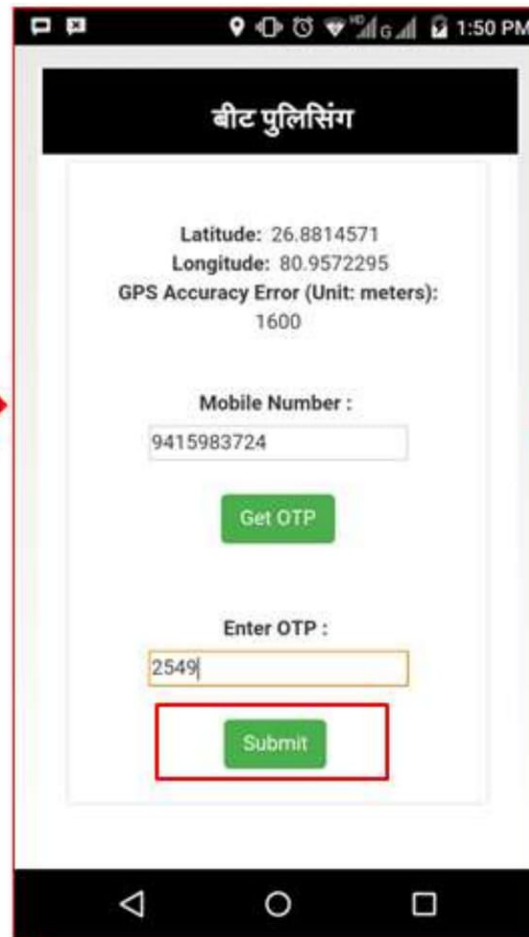 HD G 1:50 PM
बीट पुलिसिंग
Latitude: 26.8814571
Longitude: 80.9572295
GPS Accuracy Error (Unit: meters):
1600
Mobile Number :
9415983724
Get OTP
Enter OTP :
2549
Submit